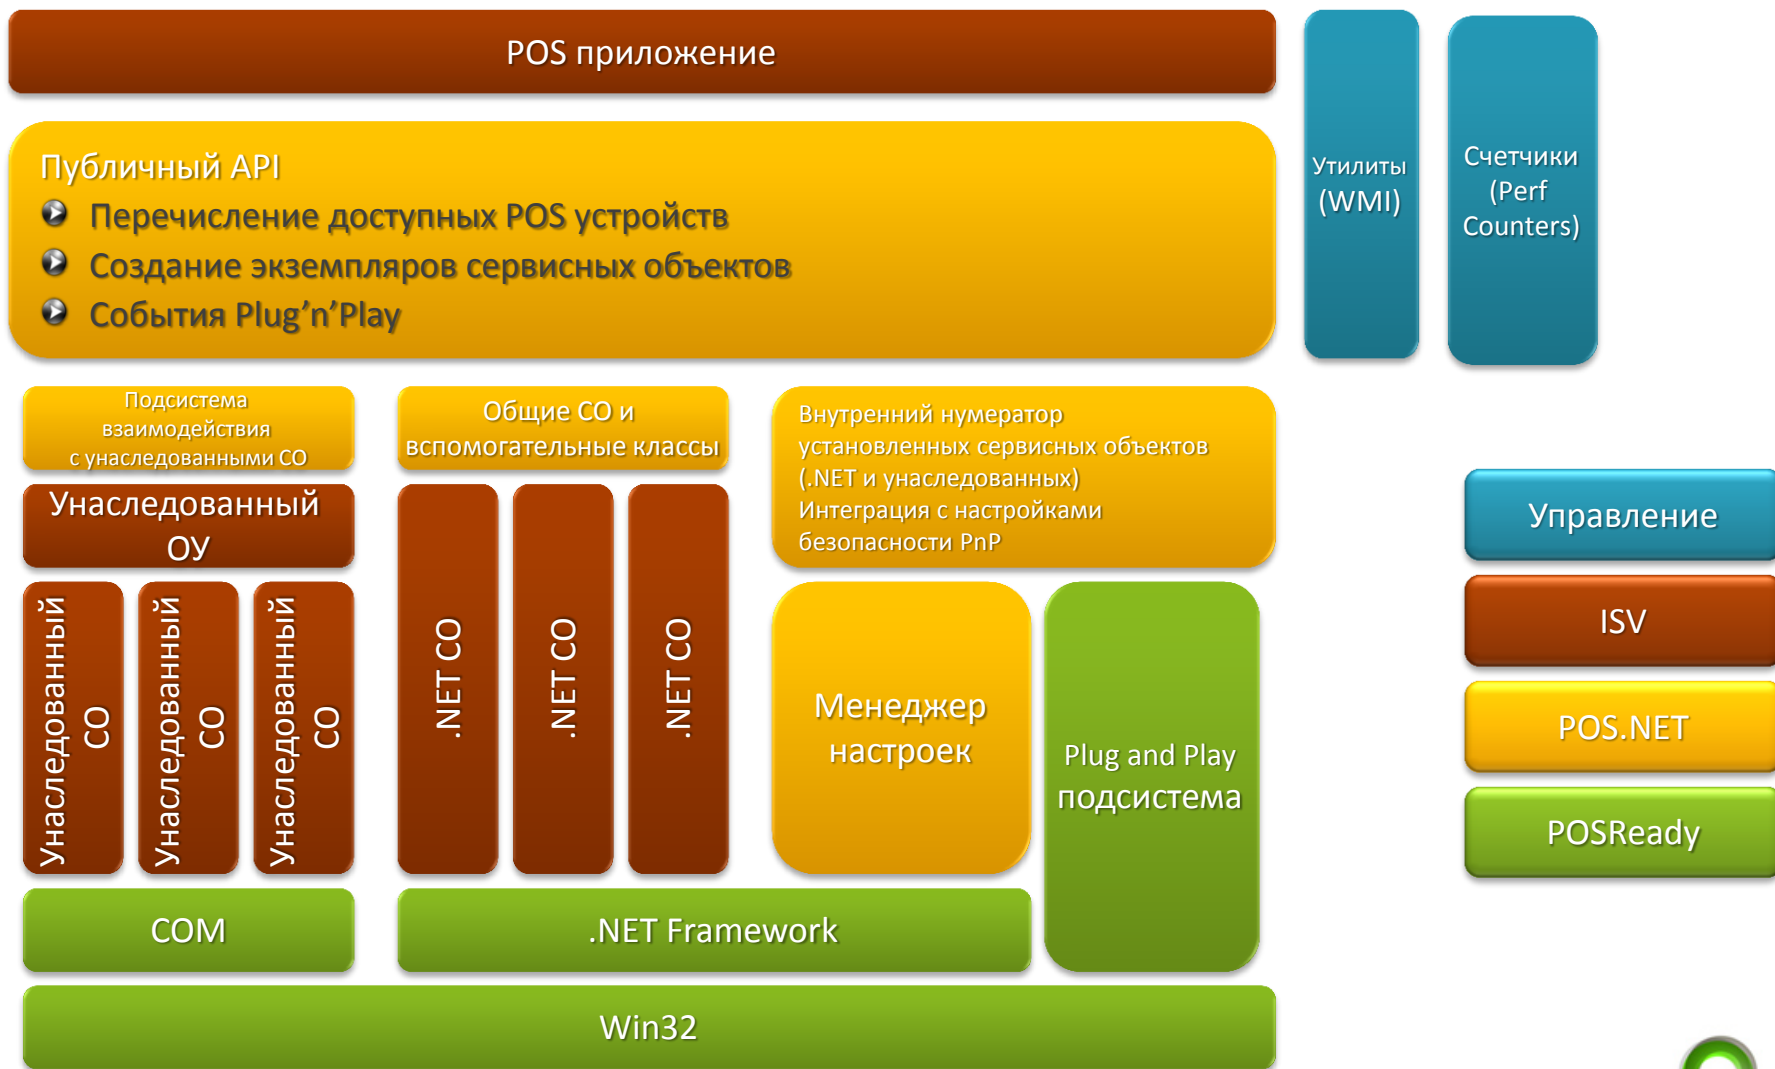 POS приложение
Публичный API
Перечисление доступных POS устройств
Создание экземпляров сервисных объектов
События Plug’n’Play
Утилиты
(WMI)
Счетчики
(Perf
Counters)
Подсистема
взаимодействия
с унаследованными СО
Общие СО и
вспомогательные классы
Внутренний нумератор
установленных сервисных объектов
(.NET и унаследованных)
Интеграция с настройками
безопасности PnP
Унаследованный
ОУ
Унаследованный
СО
Унаследованный
СО
Унаследованный
СО
.NET СО
.NET СО
.NET СО
Менеджер
настроек
Plug and Play
подсистема
COM
.NET Framework
Win32
Управление
ISV
POS.NET
POSReady